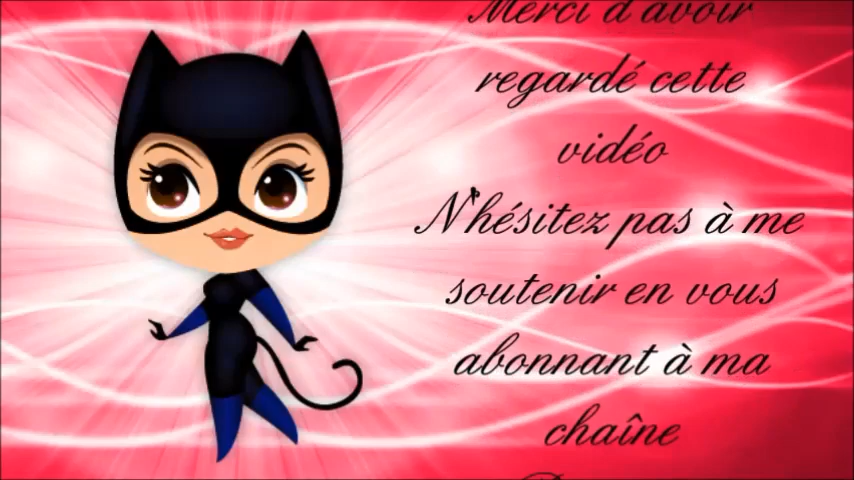 Merci d'avoir
regardé cette
vidéo
N'hésitez pas à me
soutenir en vous
abonnant à ma
chaîne